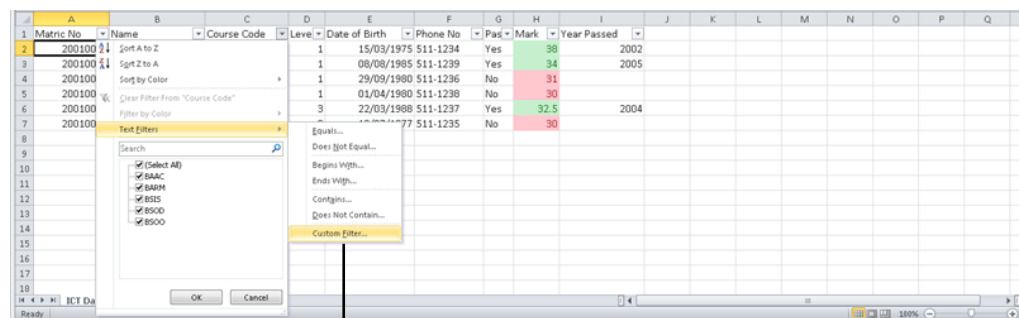 A B C D E F G H I J K L M N O P Q
1 Matric No Name Course Code Leve Date of Birth Phone No Pas Mark Year Passed
2 200100 1 15/03/1975 511-1234 Yes 38 2002
3 200100 1 08/08/1985 511-1239 Yes 34 2005
4 200100 1 29/09/1980 511-1236 No 31
5 200100 1 01/04/1980 511-1238 No 30
6 200100 3 22/03/1988 511-1237 Yes 32.5 2004
7 200100 511-1235 No 30
8
9
10
11
12
13
14
15
16
17
18
Sort A to Z
Sort Z to A
Sort by Color
Clear Filter From "Course Code"
Filter by Color
Text Filters
Search
(Select All)
BAAC
BARM
BSIS
BSOD
BSOO
OK Cancel
Equals...
Does Not Equal...
Begins With...
Ends With...
Contains...
Does Not Contain...
Custom Filter...
ICT Da
Ready 100%